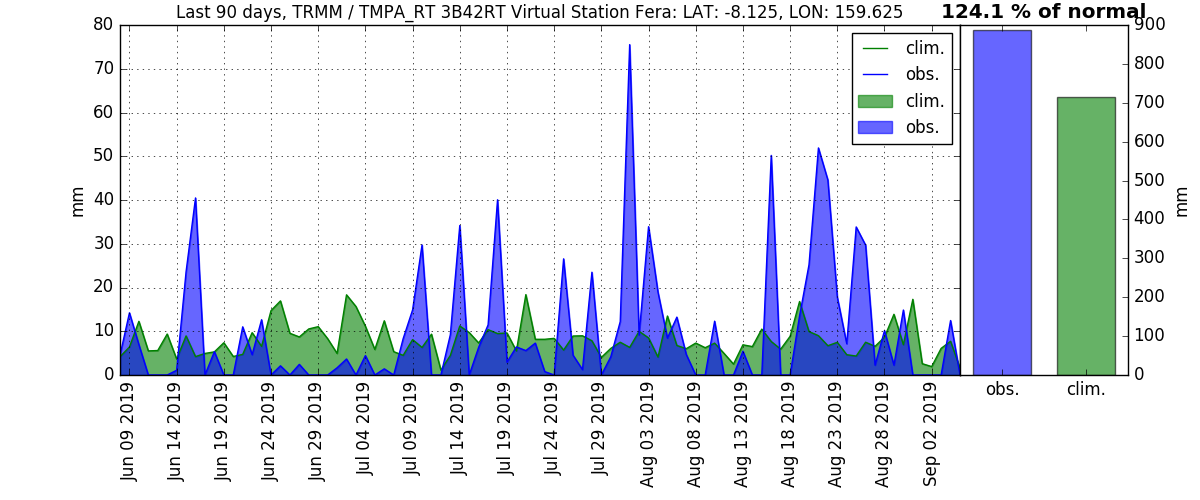 Last 90 days, TRMM / TMPA_RT 3B42RT Virtual Station Fera: LAT: -8.125, LON: 159.625
124.1 % of normal
80
70
60
50
40
30
20
10
0
mm
clim.
obs.
clim.
obs.
900
800
700
600
500
400
300
200
100
0
mm
obs.
clim.
Jun 09 2019
Jun 14 2019
Jun 19 2019
Jun 24 2019
Jun 29 2019
Jul 04 2019
Jul 09 2019
Jul 14 2019
Jul 19 2019
Jul 24 2019
Jul 29 2019
Aug 03 2019
Aug 08 2019
Aug 13 2019
Aug 18 2019
Aug 23 2019
Aug 28 2019
Sep 02 2019